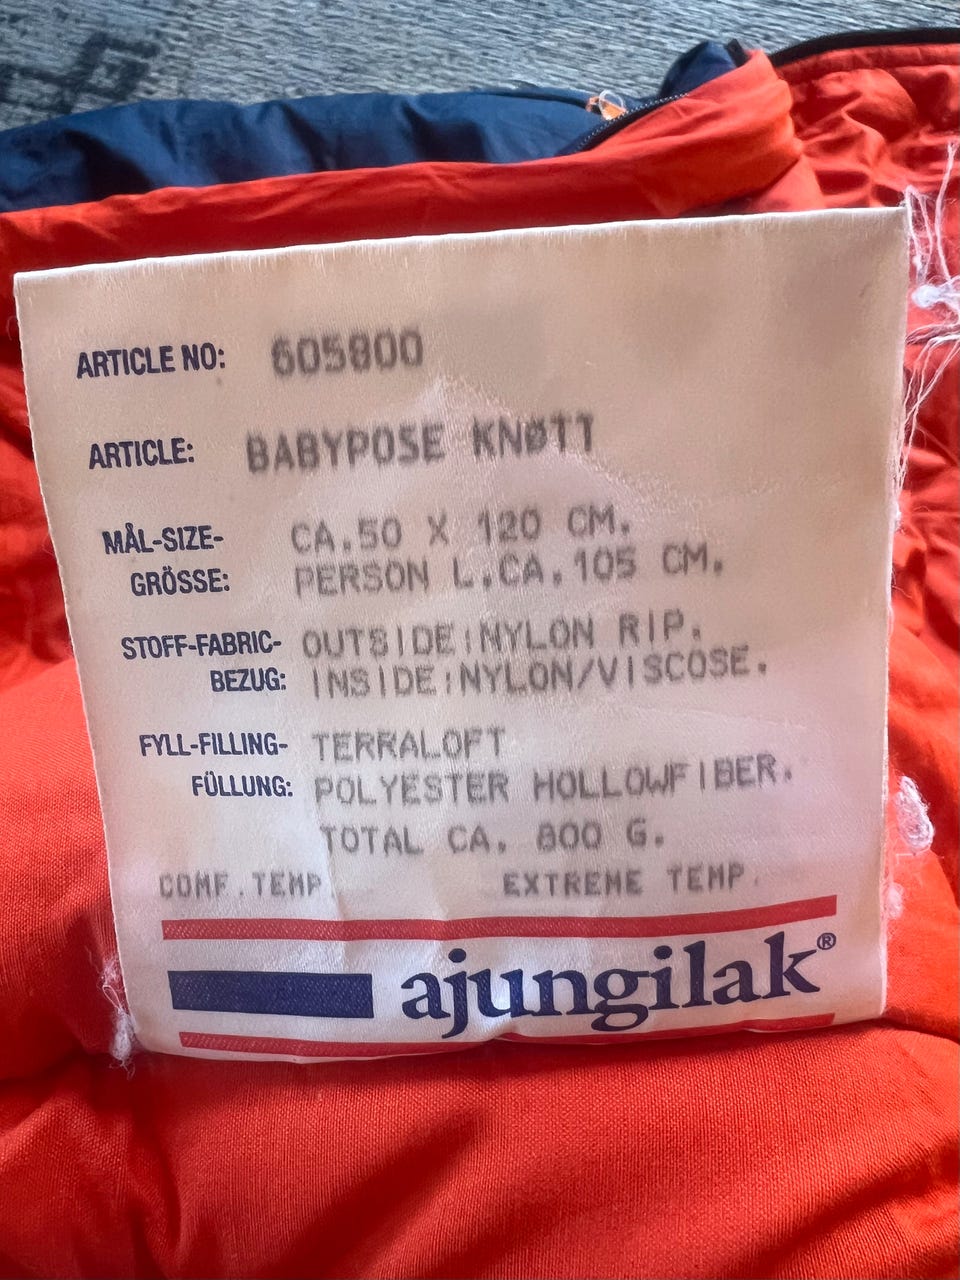 ARTICLE NO: 605800
ARTICLE: BABYPOSE KNØTT
MÅL-SIZE- CA.50 X 120 CM.
GRÖSSE: PERSON L.CA.105 CM.
STOFF-FABRIC- OUTSIDE:NYLON RIP.
BEZUG: INSIDE:NYLON/VISCOSE.
FYLL-FILLING- TERRALOFT
FÜLLUNG: POLYESTER HOLLOWFIBER.
TOTAL CA. 800 G.
COMF.TEMP EXTREME TEMP.
ajungilak®